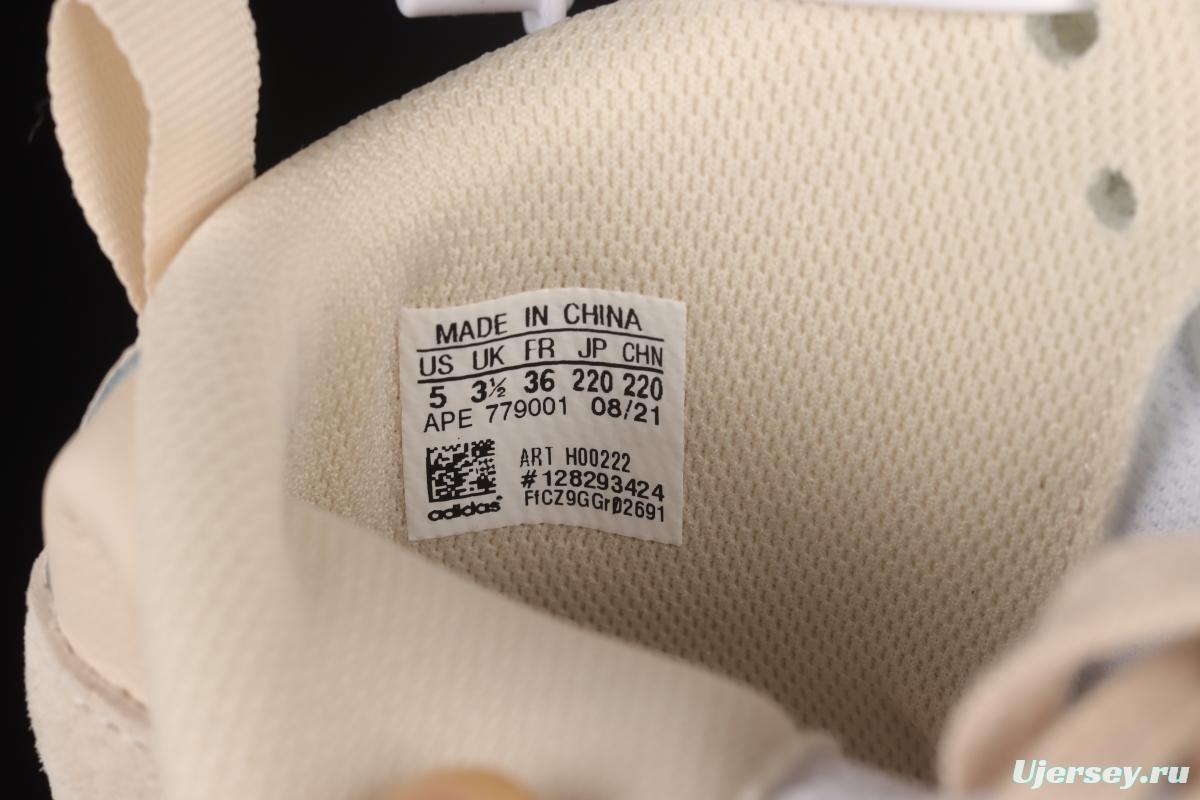 MADE IN CHINA
US UK FR JP CHN
5 3½ 36 220 220
APE 779001 08/21
ART H00222
#128293424
FfCZ9GGr02691
adidas
Ujersey.ru